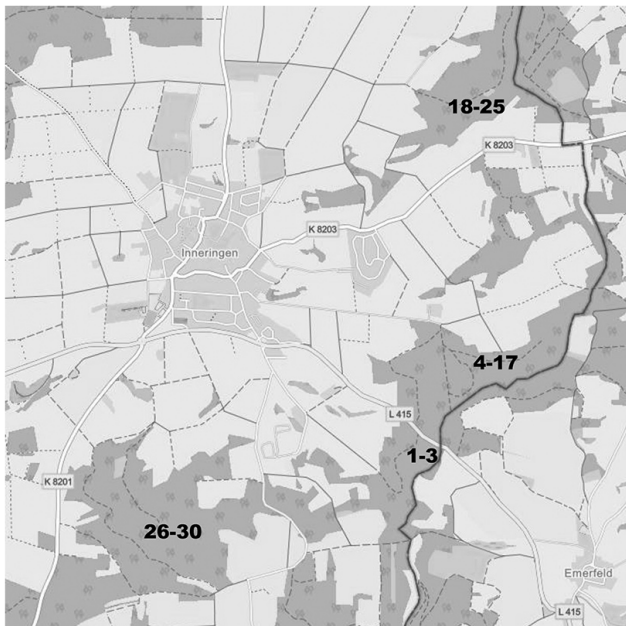 18-25
K 8203
K 8203
Inneringen
4-17
L 415
1-3
K 8201
26-30
Emerfeld
L 415